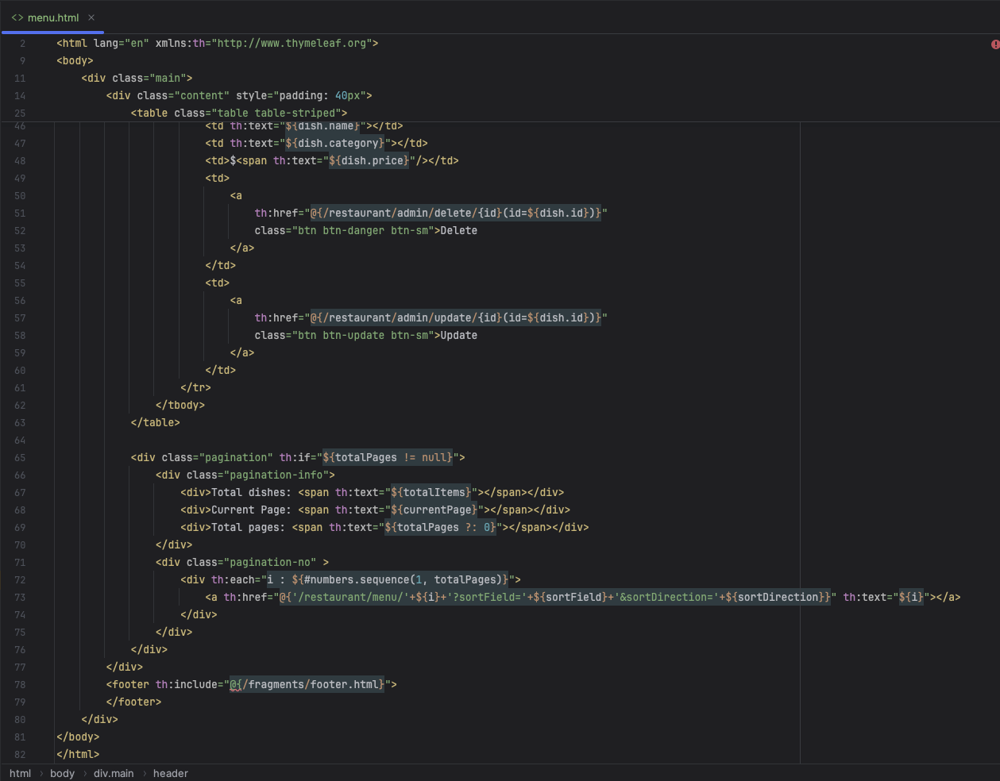 <> menu.html ×
2 <html lang="en" xmlns:th="http://www.thymeleaf.org">
9 <body>
11 <div class="main">
14 <div class="content" style="padding: 40px">
25 <table class="table table-striped">
46 <td th:text="${dish.name}"></td>
47 <td th:text="${dish.category}"></td>
48 <td>$<span th:text="${dish.price}"/></td>
49 <td>
50 <a
51 th:href="@{/restaurant/admin/delete/{id}(id=${dish.id})}"
52 class="btn btn-danger btn-sm">Delete
53 </a>
54 </td>
55 <td>
56 <a
57 th:href="@{/restaurant/admin/update/{id}(id=${dish.id})}"
58 class="btn btn-update btn-sm">Update
59 </a>
60 </td>
61 </tr>
62 </tbody>
63 </table>
64
65 <div class="pagination" th:if="${totalPages != null}">
66 <div class="pagination-info">
67 <div>Total dishes: <span th:text="${totalItems}"></span></div>
68 <div>Current Page: <span th:text="${currentPage}"></span></div>
69 <div>Total pages: <span th:text="${totalPages ?: 0}"></span></div>
70 </div>
71 <div class="pagination-no" >
72 <div th:each="i : ${#numbers.sequence(1, totalPages)}">
73 <a th:href="@{'/restaurant/menu/'+${i}+'?sortField='+${sortField}+'&sortDirection='+${sortDirection}}" th:text="${i}"></a>
74 </div>
75 </div>
76 </div>
77 </div>
78 <footer th:include="@{/fragments/footer.html}">
79 </footer>
80 </div>
81 </body>
82 </html>
html › body › div.main › header